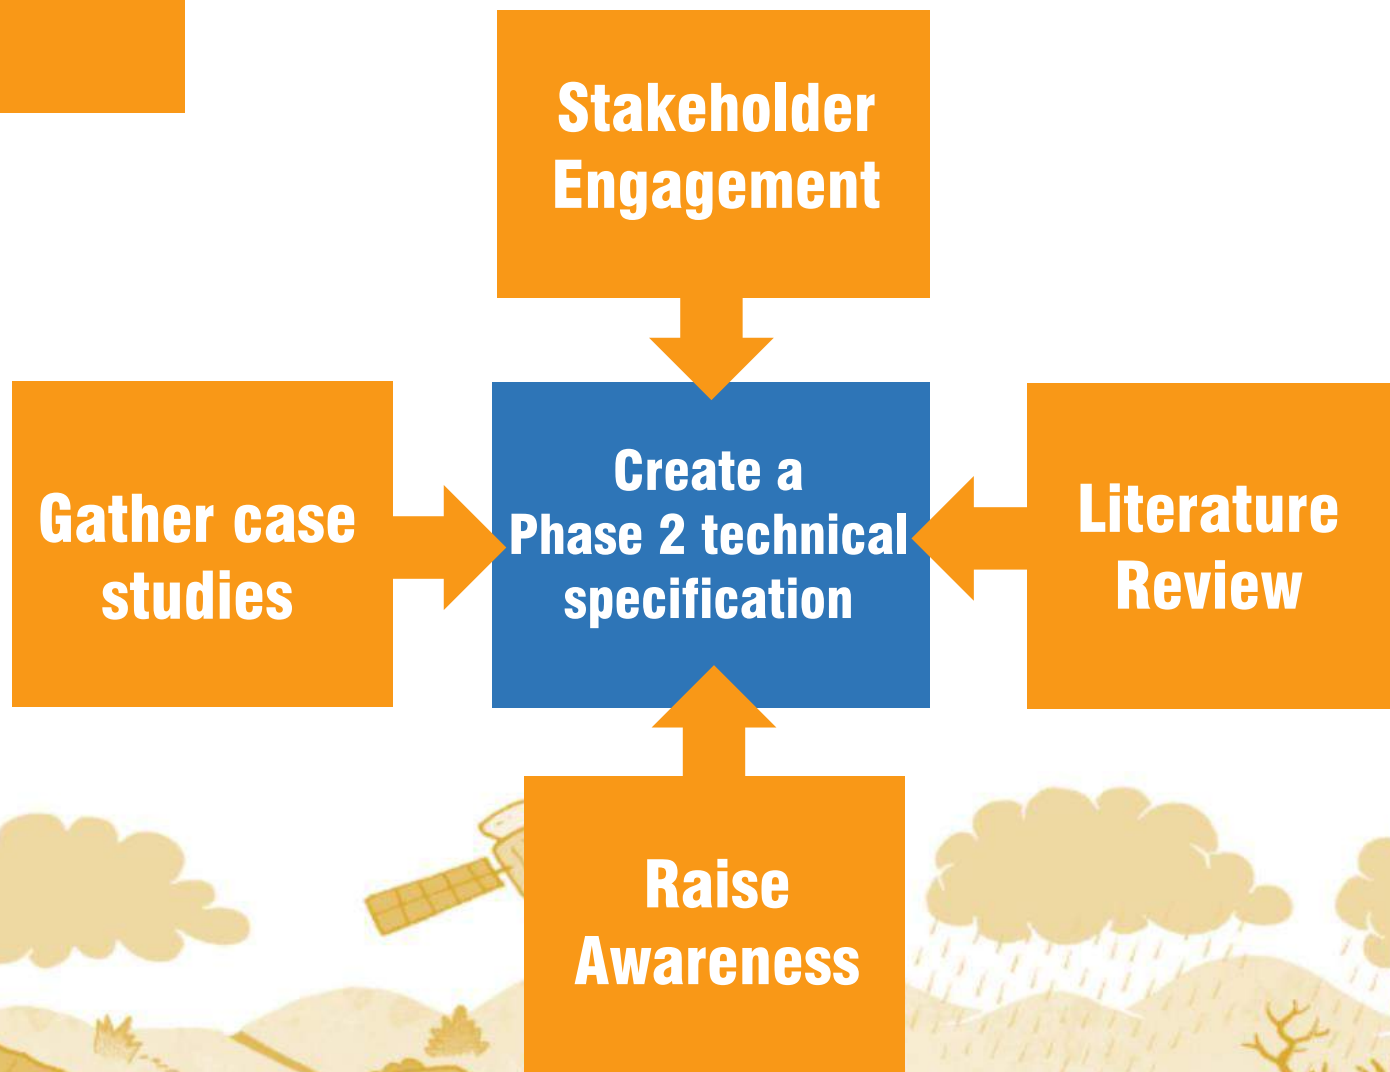 Stakeholder
Engagement
Gather case
studies
Create a
Phase 2 technical
specification
Literature
Review
Raise
Awareness